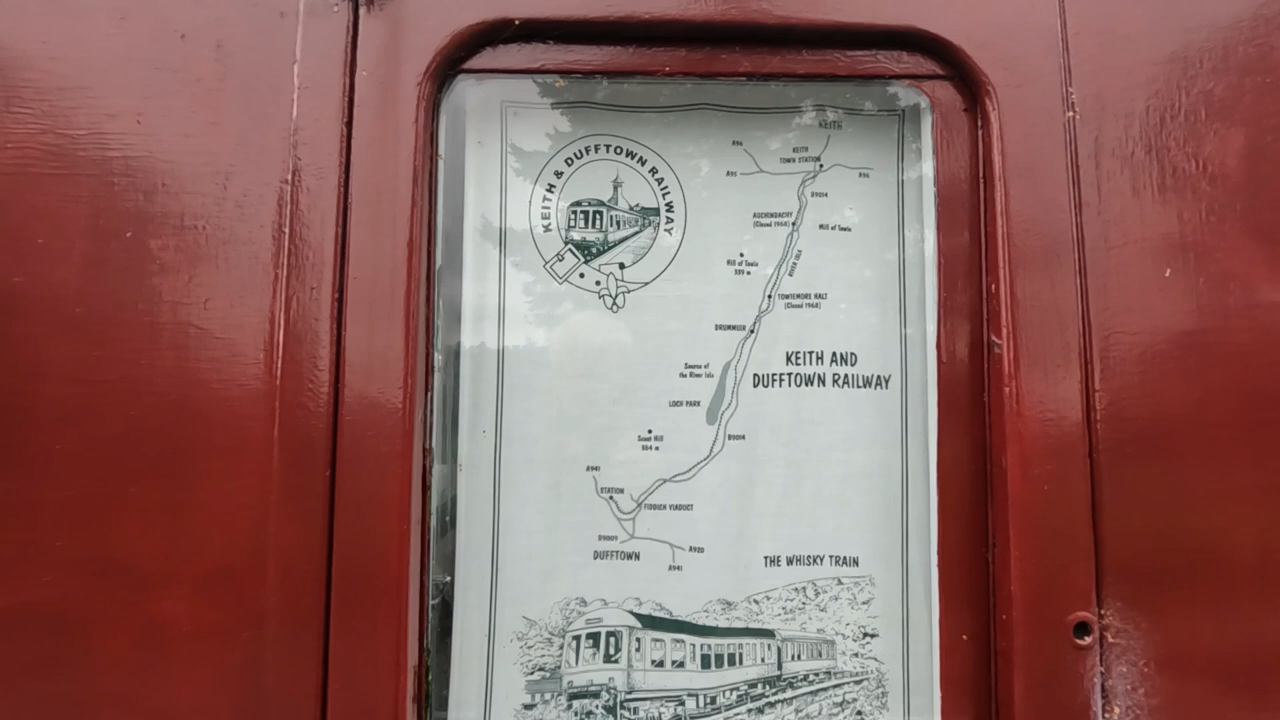 KEITH & DUFFTOWN RAILWAY
KEITH
A96
KEITH
TOWN STATION
A95
A96
B9014
AUCHINDACHY
(Closed 1968)
Mill of Towie
RIVER ISLA
Hill of Towie
339 m
TOWIEMORE HALT
(Closed 1968)
DRUMMUIR
KEITH AND
DUFFTOWN RAILWAY
Source of
the River Isla
LOCH PARK
B9014
Scaut Hill
A941
STATION
FIDDICH VIADUCT
B9009
A920
DUFFTOWN
A941
THE WHISKY TRAIN